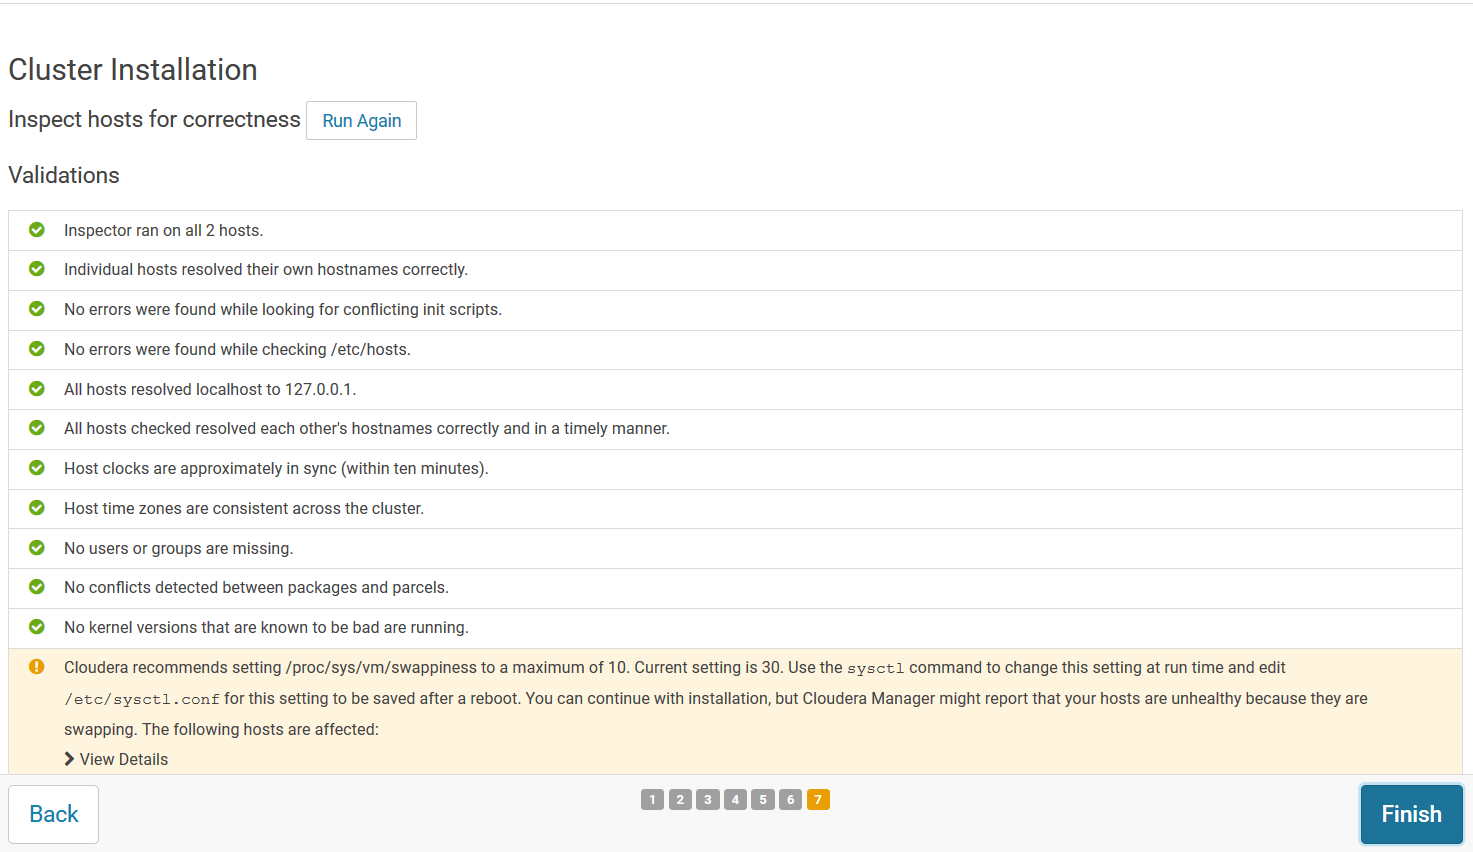 Cluster Installation
Inspect hosts for correctness Run Again
Validations
Inspector ran on all 2 hosts.
Individual hosts resolved their own hostnames correctly.
No errors were found while looking for conflicting init scripts.
No errors were found while checking /etc/hosts.
All hosts resolved localhost to 127.0.0.1.
All hosts checked resolved each other's hostnames correctly and in a timely manner.
Host clocks are approximately in sync (within ten minutes).
Host time zones are consistent across the cluster.
No users or groups are missing.
No conflicts detected between packages and parcels.
No kernel versions that are known to be bad are running.
Cloudera recommends setting /proc/sys/vm/swappiness to a maximum of 10. Current setting is 30. Use the sysctl command to change this setting at run time and edit
/etc/sysctl.conf for this setting to be saved after a reboot. You can continue with installation, but Cloudera Manager might report that your hosts are unhealthy because they are
swapping. The following hosts are affected:
View Details
Back 1 2 3 4 5 6 7 Finish